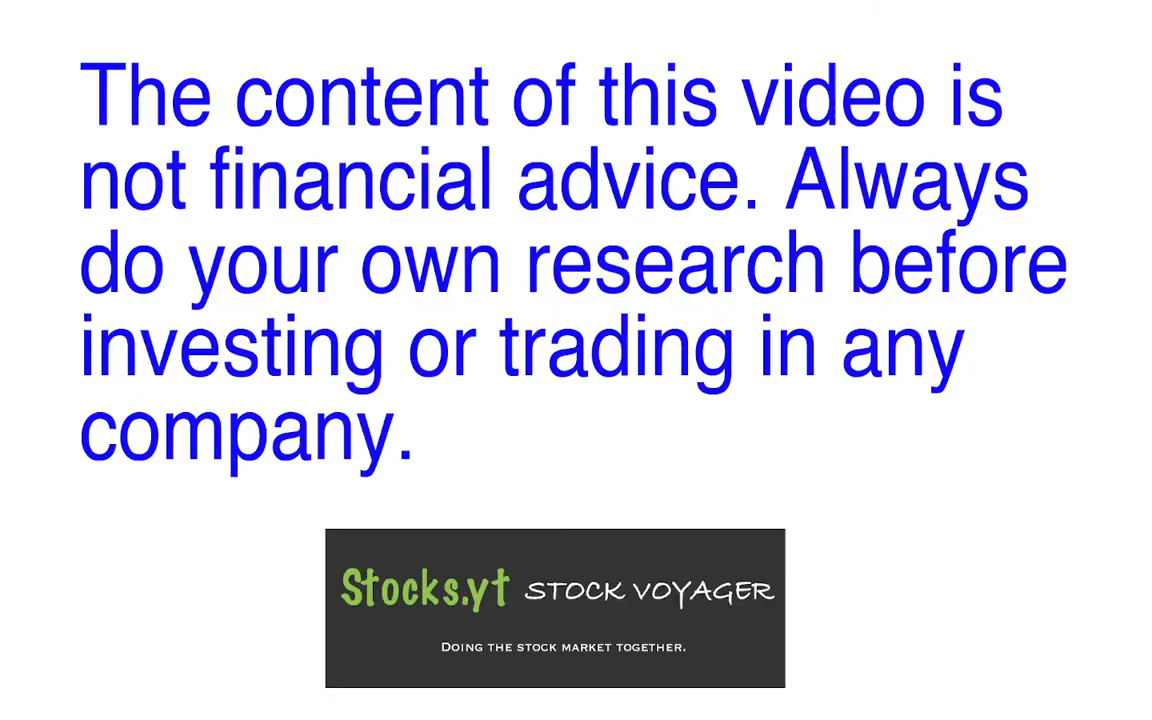 The content of this video is
not financial advice. Always
do your own research before
investing or trading in any
company.
Stocks.yt STOCK VOYAGER
DOING THE STOCK MARKET TOGETHER.